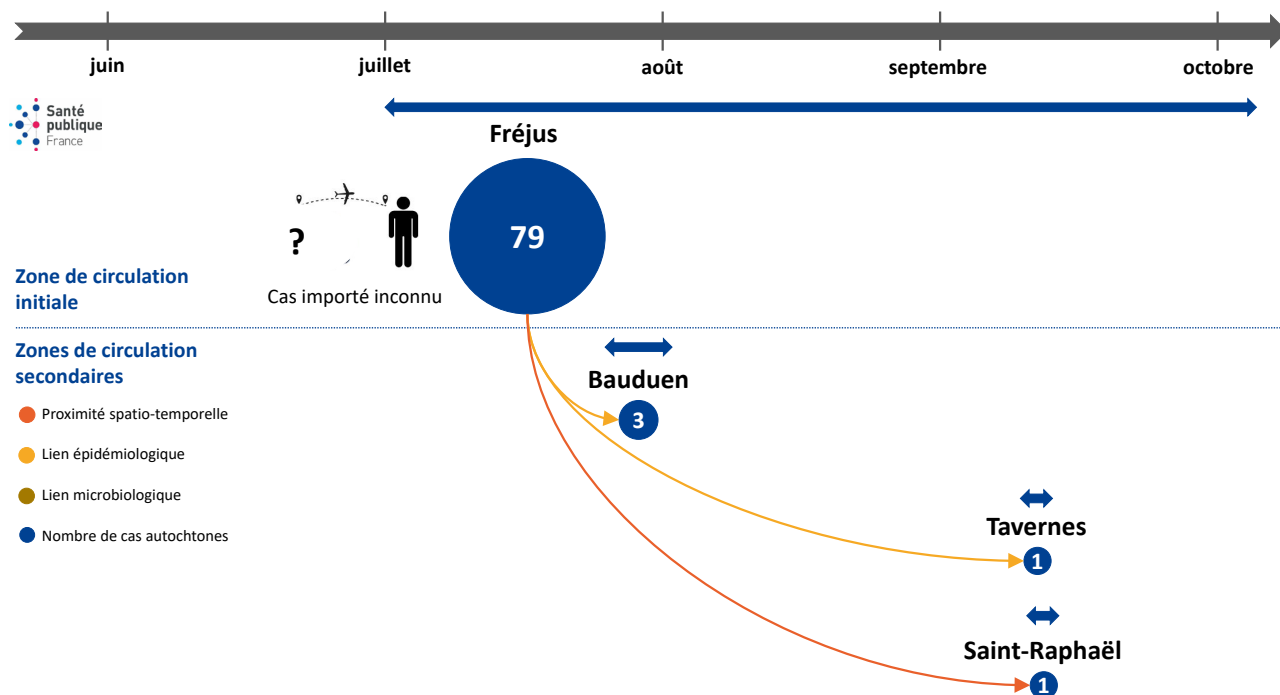 juin
juillet
août
septembre
octobre
Santé
publique
France
Fréjus
79
?
Cas importé inconnu
Zone de circulation
initiale
Zones de circulation
secondaires
Proximité spatio-temporelle
Lien épidémiologique
Lien microbiologique
Nombre de cas autochtones
Bauduen
3
Tavernes
1
Saint-Raphaël
1